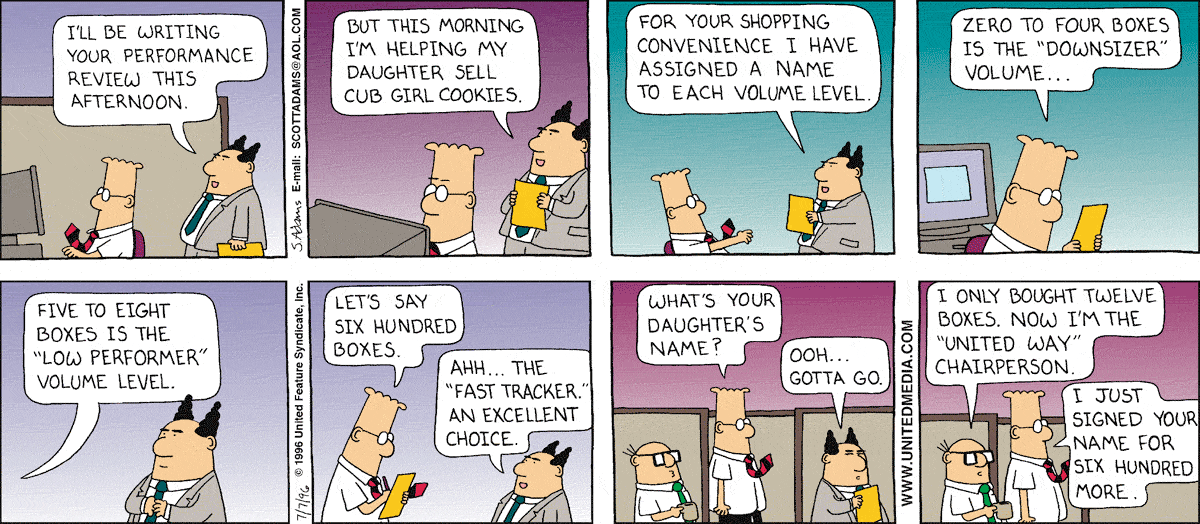 I'LL BE WRITING
YOUR PERFORMANCE
REVIEW THIS
AFTERNOON.
S.Adams E-mail: SCOTTADAMS@AOL.COM
BUT THIS MORNING
I'M HELPING MY
DAUGHTER SELL
CUB GIRL COOKIES.
FOR YOUR SHOPPING
CONVENIENCE I HAVE
ASSIGNED A NAME
TO EACH VOLUME LEVEL.
ZERO TO FOUR BOXES
IS THE "DOWNSIZER"
VOLUME...
FIVE TO EIGHT
BOXES IS THE
"LOW PERFORMER"
VOLUME LEVEL.
7/7/96 © 1996 United Feature Syndicate, Inc.
LET'S SAY
SIX HUNDRED
BOXES.
AHH... THE
"FAST TRACKER."
AN EXCELLENT
CHOICE.
WHAT'S YOUR
DAUGHTER'S
NAME?
OOH...
GOTTA GO.
WWW.UNITEDMEDIA.COM
I ONLY BOUGHT TWELVE
BOXES. NOW I'M THE
"UNITED WAY"
CHAIRPERSON.
I JUST
SIGNED YOUR
NAME FOR
SIX HUNDRED
MORE.